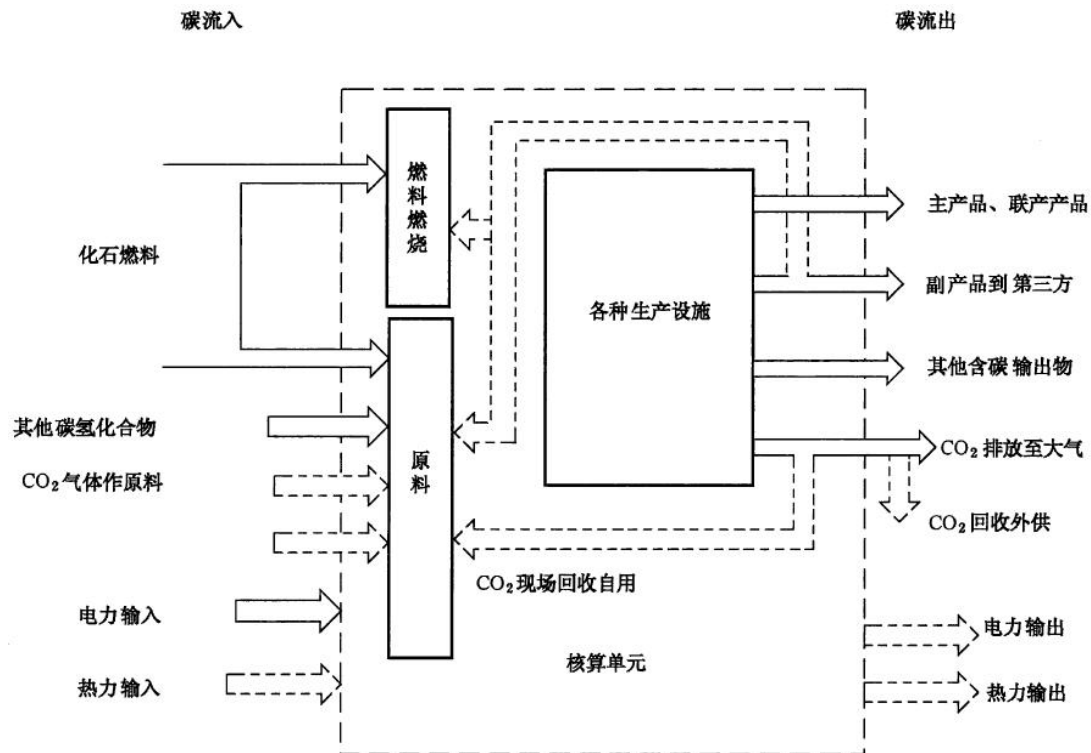 碳流入
碳流出
燃料燃烧
化石燃料
各种生产设施
主产品、联产产品
副产品到第三方
其他含碳输出物
其他碳氢化合物
CO₂气体作原料
原料
CO₂排放至大气
CO₂回收外供
CO₂现场回收自用
电力输入
热力输入
核算单元
电力输出
热力输出